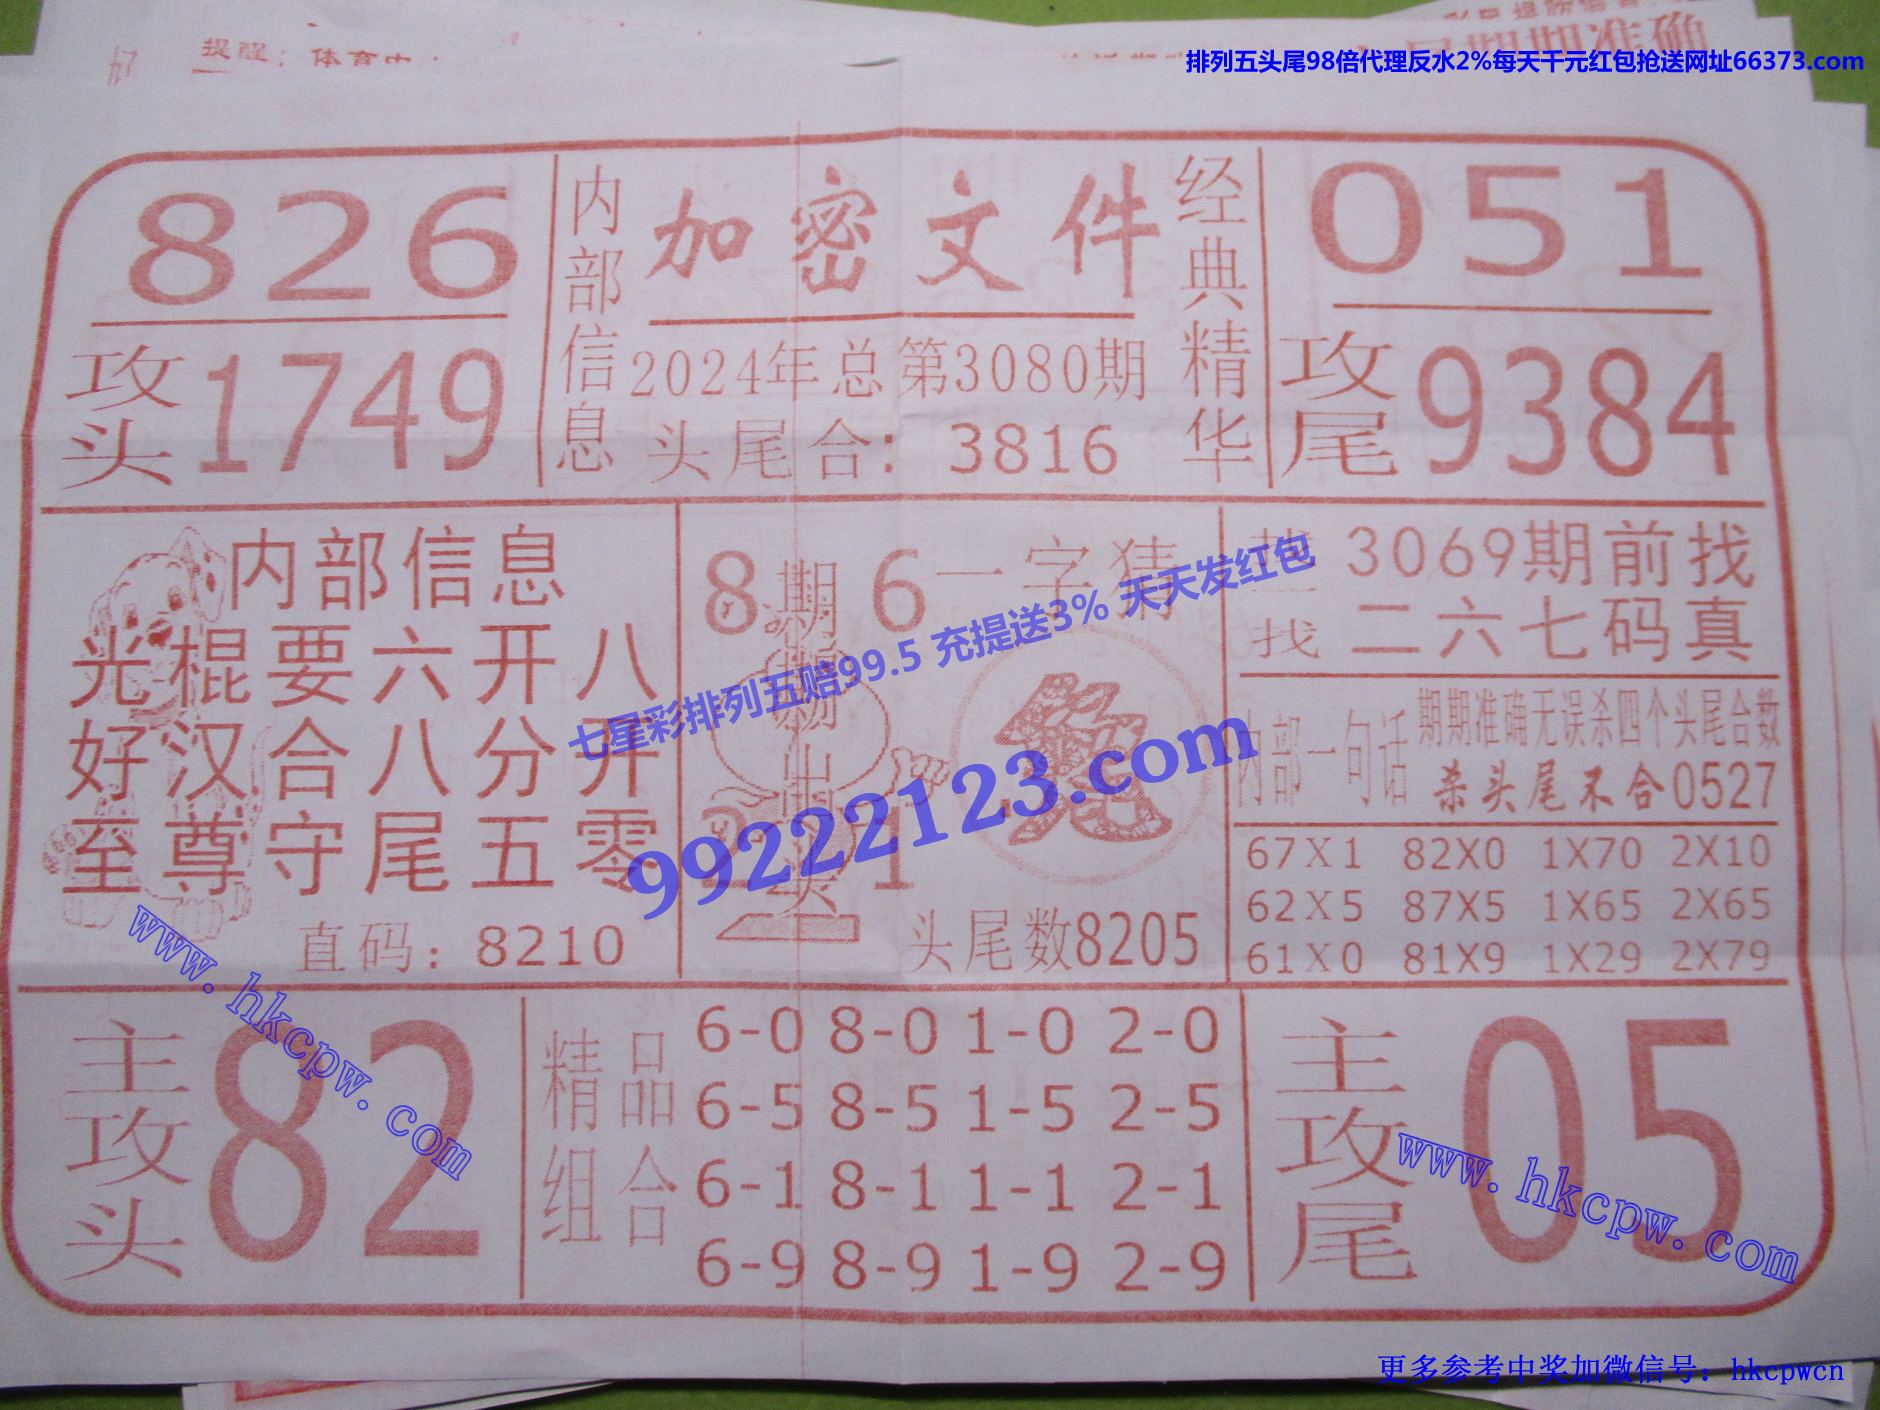 提醒：体育中
期期准确
排列五头尾98倍代理反水2%每天千元红包抢送网址66373.com
826
攻头 1749
内部信息
加密文件
2024年总第3080期
头尾合：3816
经典精华
051
攻尾 9384
内部信息
光棍要六开八
好汉合八分开
至尊守尾五零
直码：8210
8 期 6
期期出头
2 1
一字猜
头尾数8205
找 3069期前找
二六七码真
内部一句话
期期准确无误杀四个头尾合数
杀头尾不合0527
67X1 82X0 1X70 2X10
62X5 87X5 1X65 2X65
61X0 81X9 1X29 2X79
主攻头 82
精品组合
6-0 8-0 1-0 2-0
6-5 8-5 1-5 2-5
6-1 8-1 1-1 2-1
6-9 8-9 1-9 2-9
主攻尾 05
七星彩排列五赔99.5 充提送3% 天天发红包
99222123.com
www.hkcpw.com
www.hkcpw.com
更多参考中奖加微信号：hkcpwcn